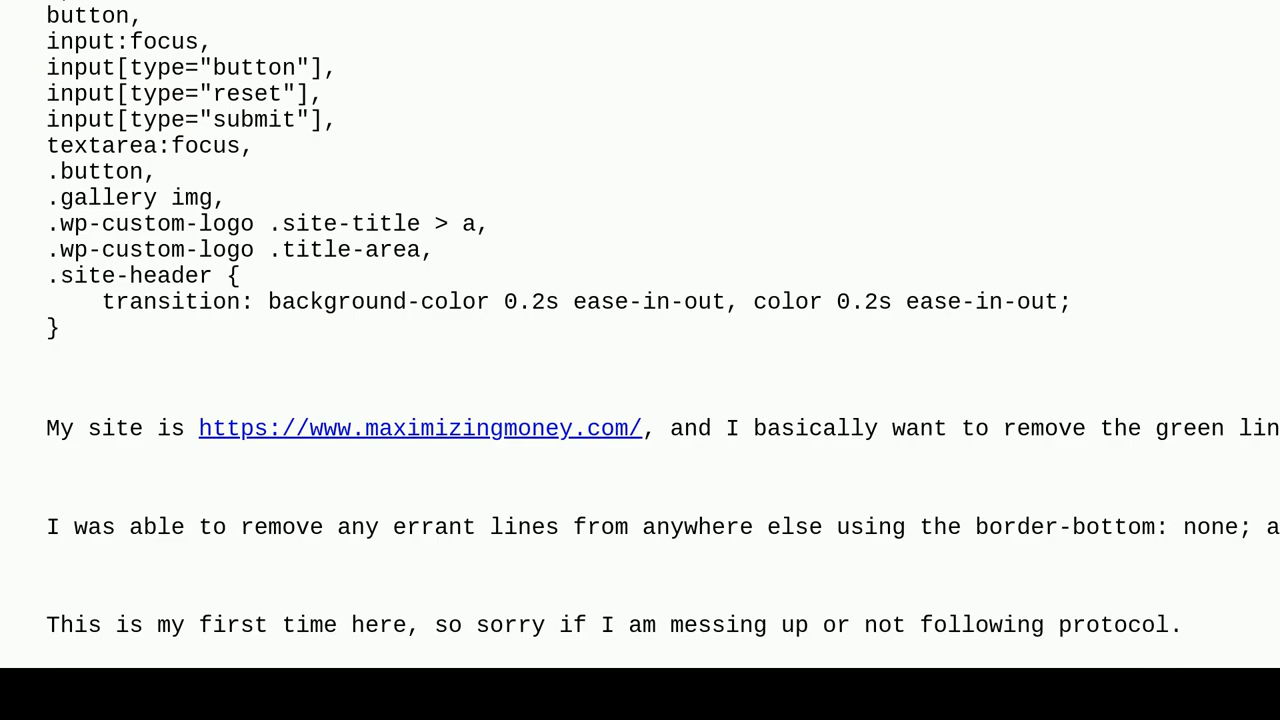 button,
input:focus,
input[type="button"],
input[type="reset"],
input[type="submit"],
textarea:focus,
.button,
.gallery img,
.wp-custom-logo .site-title > a,
.wp-custom-logo .title-area,
.site-header {
    transition: background-color 0.2s ease-in-out, color 0.2s ease-in-out;
}
My site is https://www.maximizingmoney.com/, and I basically want to remove the green lin
I was able to remove any errant lines from anywhere else using the border-bottom: none; a
This is my first time here, so sorry if I am messing up or not following protocol.